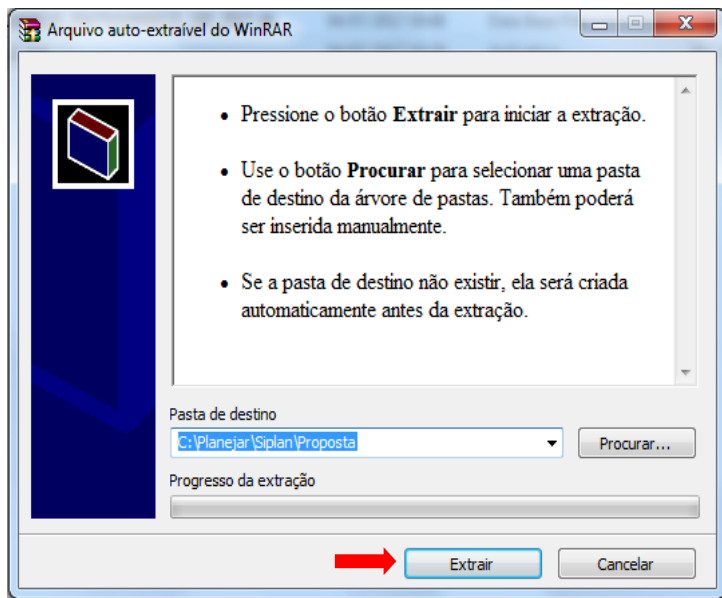 Arquivo auto-extraível do WinRAR
• Pressione o botão Extrair para iniciar a extração.
• Use o botão Procurar para selecionar uma pasta
de destino da árvore de pastas. Também poderá
ser inserida manualmente.
• Se a pasta de destino não existir, ela será criada
automaticamente antes da extração.
Pasta de destino
C:\Planejar\Siplan\Proposta
Procurar...
Progresso da extração
Extrair
Cancelar